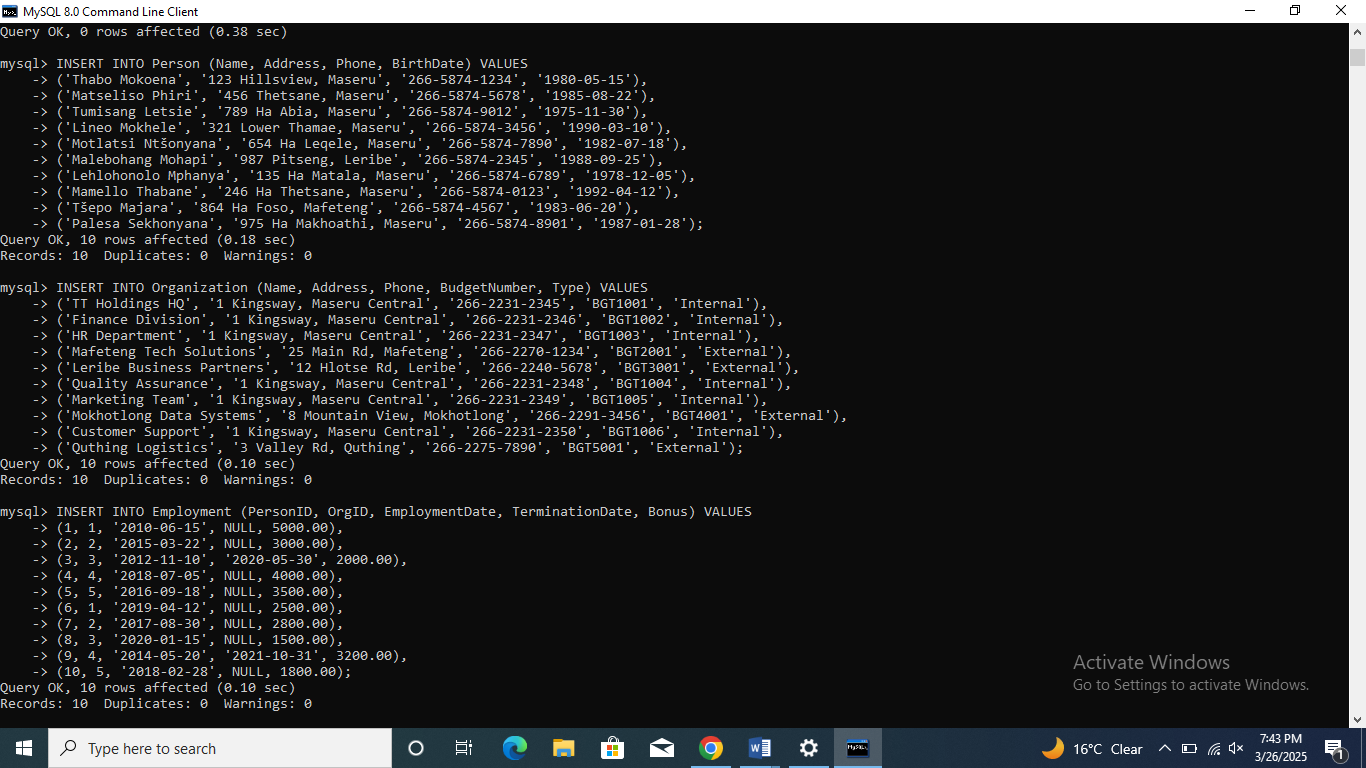 MySQL 8.0 Command Line Client
Query OK, 0 rows affected (0.38 sec)
mysql> INSERT INTO Person (Name, Address, Phone, BirthDate) VALUES
    -> ('Thabo Mokoena', '123 Hillsview, Maseru', '266-5874-1234', '1980-05-15'),
    -> ('Matseliso Phiri', '456 Thetsane, Maseru', '266-5874-5678', '1985-08-22'),
    -> ('Tumisang Letsie', '789 Ha Abia, Maseru', '266-5874-9012', '1975-11-30'),
    -> ('Lineo Mokhele', '321 Lower Thamae, Maseru', '266-5874-3456', '1990-03-10'),
    -> ('Motlatsi Ntšonyana', '654 Ha Leqele, Maseru', '266-5874-7890', '1982-07-18'),
    -> ('Malebohang Mohapi', '987 Pitseng, Leribe', '266-5874-2345', '1988-09-25'),
    -> ('Lehlohonolo Mphanya', '135 Ha Matala, Maseru', '266-5874-6789', '1978-12-05'),
    -> ('Mamello Thabane', '246 Ha Thetsane, Maseru', '266-5874-0123', '1992-04-12'),
    -> ('Tšepo Majara', '864 Ha Foso, Mafeteng', '266-5874-4567', '1983-06-20'),
    -> ('Palesa Sekhonyana', '975 Ha Makhoathi, Maseru', '266-5874-8901', '1987-01-28');
Query OK, 10 rows affected (0.18 sec)
Records: 10  Duplicates: 0  Warnings: 0
mysql> INSERT INTO Organization (Name, Address, Phone, BudgetNumber, Type) VALUES
    -> ('TT Holdings HQ', '1 Kingsway, Maseru Central', '266-2231-2345', 'BGT1001', 'Internal'),
    -> ('Finance Division', '1 Kingsway, Maseru Central', '266-2231-2346', 'BGT1002', 'Internal'),
    -> ('HR Department', '1 Kingsway, Maseru Central', '266-2231-2347', 'BGT1003', 'Internal'),
    -> ('Mafeteng Tech Solutions', '25 Main Rd, Mafeteng', '266-2270-1234', 'BGT2001', 'External'),
    -> ('Leribe Business Partners', '12 Hlotse Rd, Leribe', '266-2240-5678', 'BGT3001', 'External'),
    -> ('Quality Assurance', '1 Kingsway, Maseru Central', '266-2231-2348', 'BGT1004', 'Internal'),
    -> ('Marketing Team', '1 Kingsway, Maseru Central', '266-2231-2349', 'BGT1005', 'Internal'),
    -> ('Mokhotlong Data Systems', '8 Mountain View, Mokhotlong', '266-2291-3456', 'BGT4001', 'External'),
    -> ('Customer Support', '1 Kingsway, Maseru Central', '266-2231-2350', 'BGT1006', 'Internal'),
    -> ('Quthing Logistics', '3 Valley Rd, Quthing', '266-2275-7890', 'BGT5001', 'External');
Query OK, 10 rows affected (0.10 sec)
Records: 10  Duplicates: 0  Warnings: 0
mysql> INSERT INTO Employment (PersonID, OrgID, EmploymentDate, TerminationDate, Bonus) VALUES
    -> (1, 1, '2010-06-15', NULL, 5000.00),
    -> (2, 2, '2015-03-22', NULL, 3000.00),
    -> (3, 3, '2012-11-10', '2020-05-30', 2000.00),
    -> (4, 4, '2018-07-05', NULL, 4000.00),
    -> (5, 5, '2016-09-18', NULL, 3500.00),
    -> (6, 1, '2019-04-12', NULL, 2500.00),
    -> (7, 2, '2017-08-30', NULL, 2800.00),
    -> (8, 3, '2020-01-15', NULL, 1500.00),
    -> (9, 4, '2014-05-20', '2021-10-31', 3200.00),
    -> (10, 5, '2018-02-28', NULL, 1800.00);
Query OK, 10 rows affected (0.10 sec)
Records: 10  Duplicates: 0  Warnings: 0
Activate Windows
Go to Settings to activate Windows.
Type here to search
16°C Clear
7:43 PM
3/26/2025
1